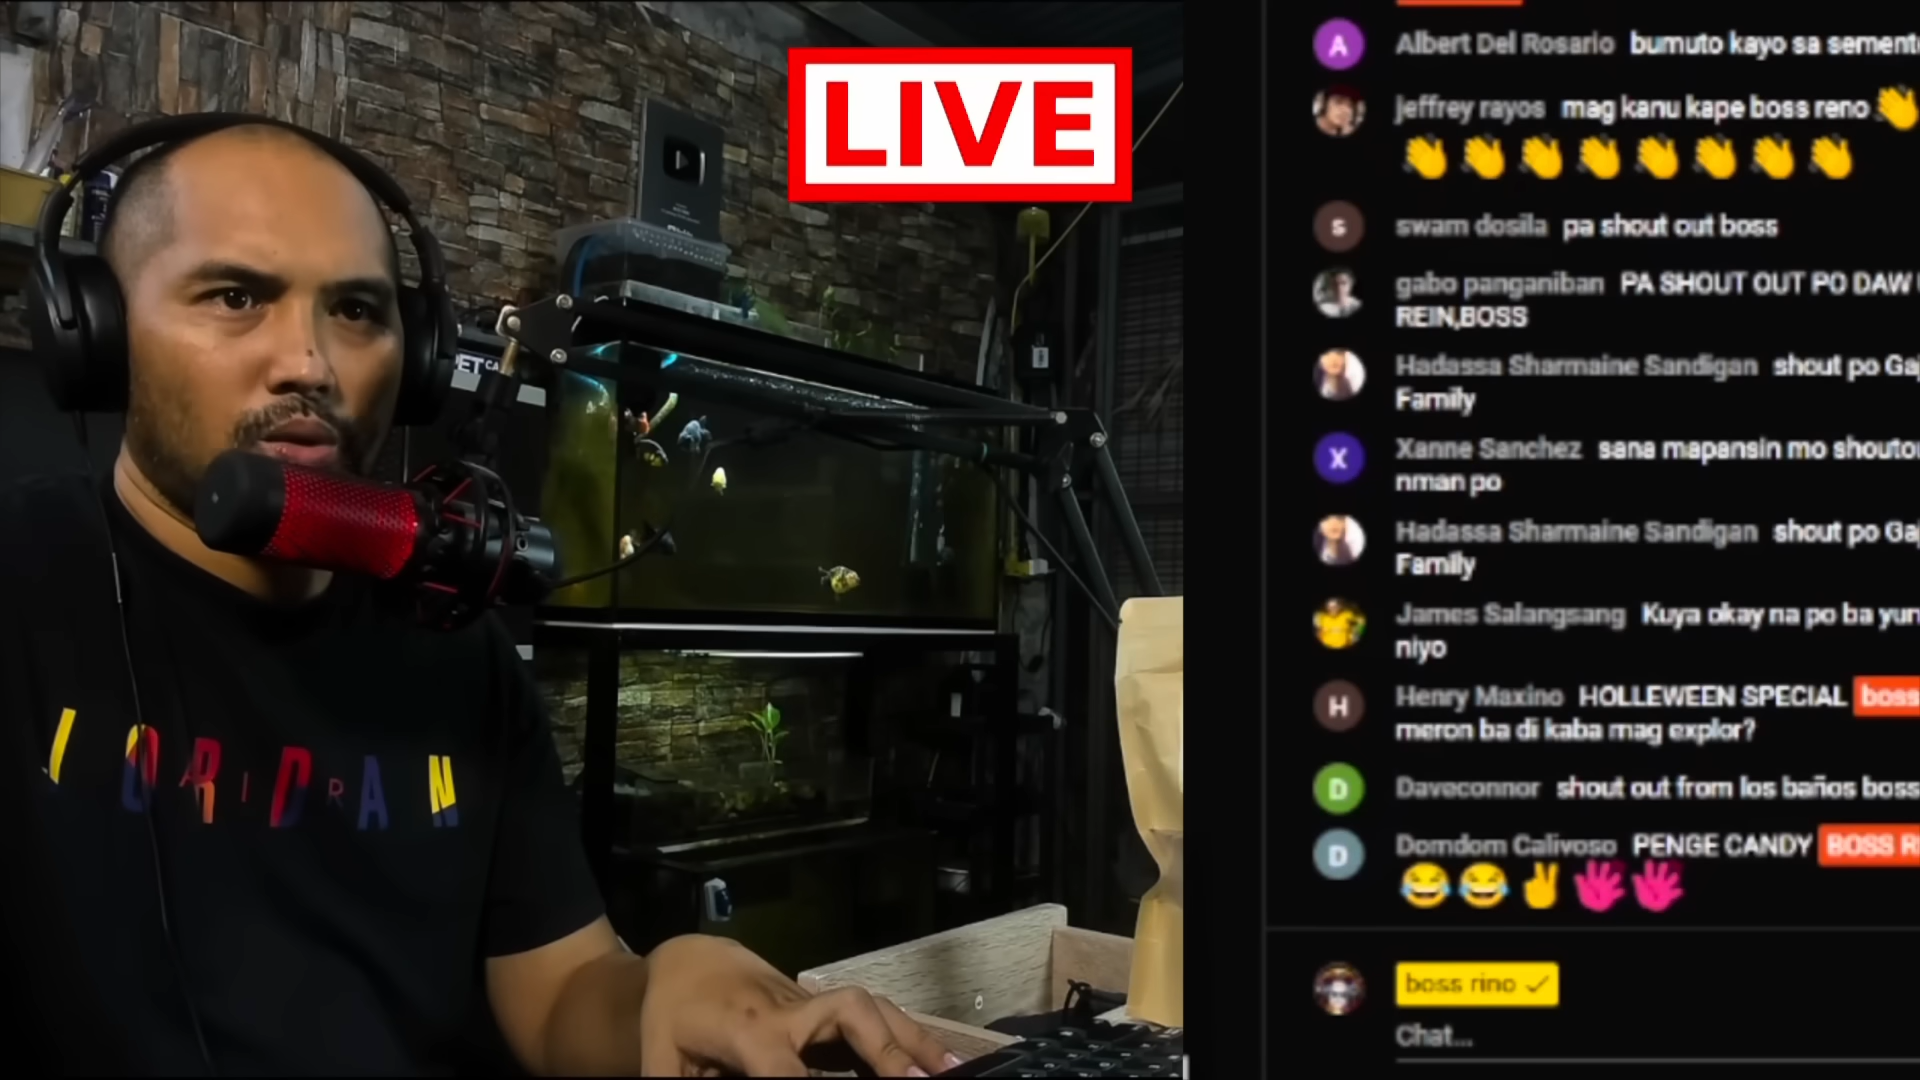 LIVE
PET CA
JORDAN
AIR
Albert Del Rosario bumuto kayo sa
jeffrey rayos mag kanu kape boss reno 👋
👋👋👋👋👋👋👋👋
swam dosila pa shout out boss
gabo panganiban PA SHOUT OUT PO DAW
REIN,BOSS
Hadassa Sharmaine Sandigan shout po
Family
Xanne Sanchez sana mapansin mo
nman po
Hadassa Sharmaine Sandigan shout po
Family
James Salangsang Kuya okay na po ba
niyo
Henry Maxino HOLLEWEEN SPECIAL boss
meron ba di kaba mag explor?
Daveconnor shout out from los baños boss
Domdom Calivoso PENGE CANDY BOSS
😂😂✌️👋👋
boss rino ✓
Chat...